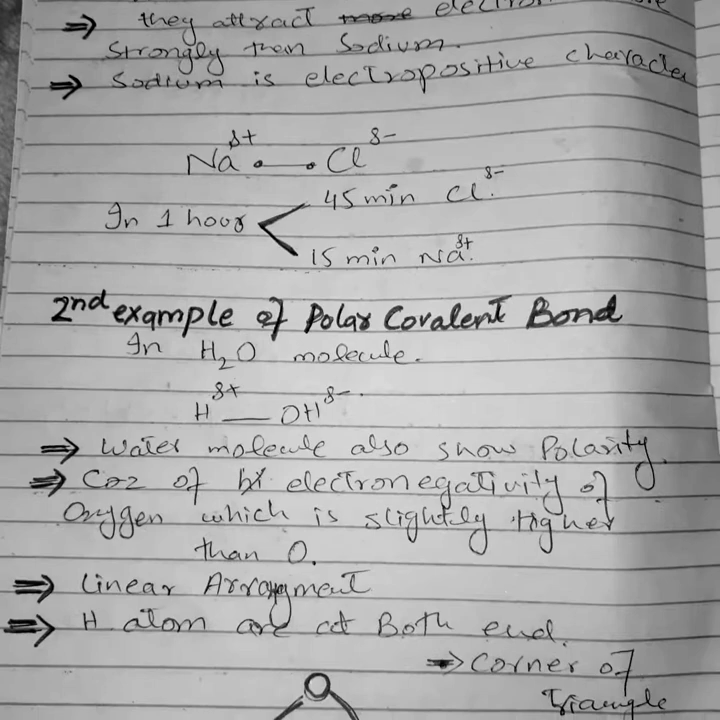 ⇒ they attract more
strongly than Sodium.
⇒ Sodium is electropositive character
Na δ+ . — . Cl δ-
In 1 hour < 45 min Cl δ-.
15 min Na δ+.
2nd example of Polar Covalent Bond
In H2O molecule.
H δ+ — OH δ-
⇒ Water molecule also show Polarity.
⇒ Coz of electronegativity of
Oxygen which is slightly Higher
than O.
⇒ Linear Arrangment
⇒ H atom are at Both end.
→ Corner of
Triangle